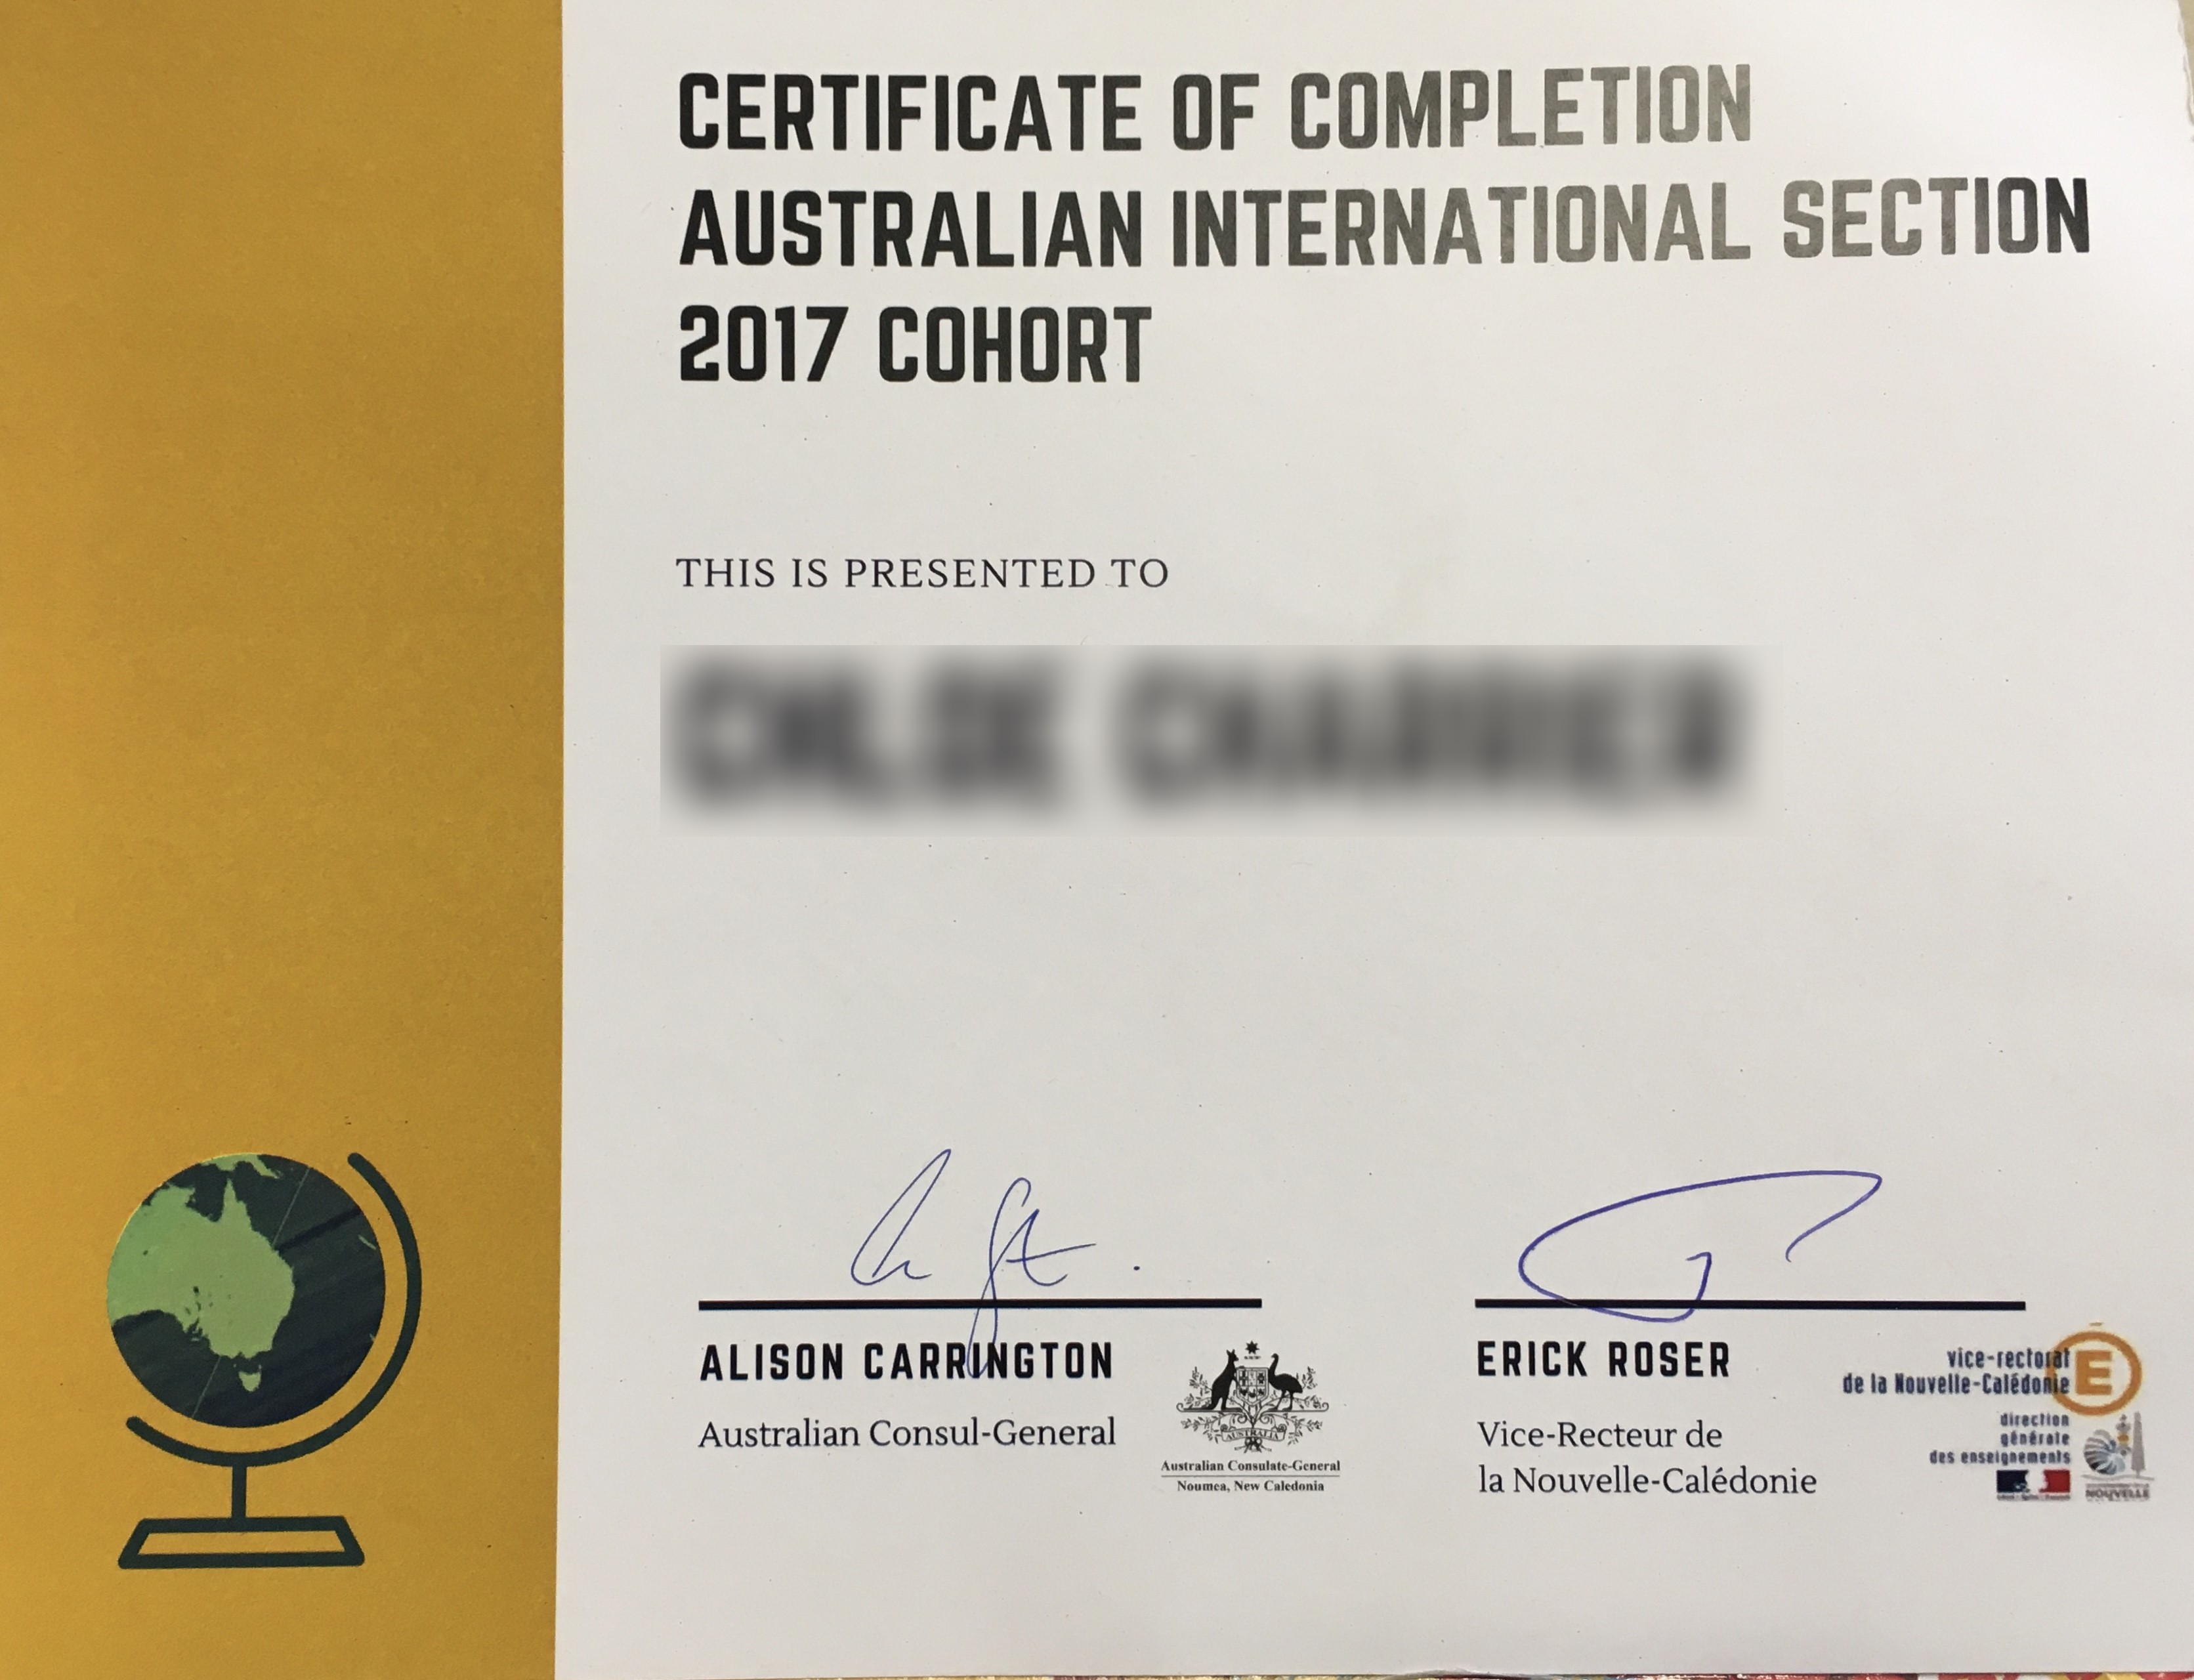 CERTIFICATE OF COMPLETION
AUSTRALIAN INTERNATIONAL SECTION
2017 COHORT
THIS IS PRESENTED TO
ALISON CARRINGTON
Australian Consul-General
AUSTRALIA
Australian Consulate-General
Noumea, New Caledonia
ERICK ROSER
Vice-Recteur de
la Nouvelle-Calédonie
vice-rectorat
de la Nouvelle-Calédonie
E
direction
générale
des enseignements
NOUVELLE